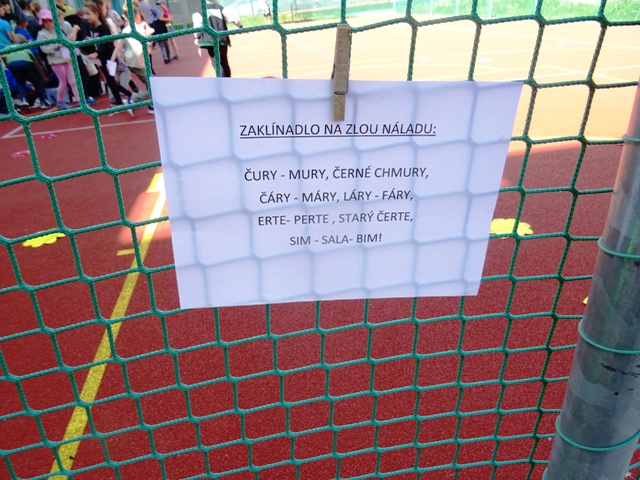 ZAKLÍNADLO NA ZLOU NÁLADU:
ČURY - MURY, ČERNÉ CHMURY,
ČÁRY - MÁRY, LÁRY - FÁRY,
ERTE- PERTE , STARÝ ČERTE,
SIM - SALA- BIM!